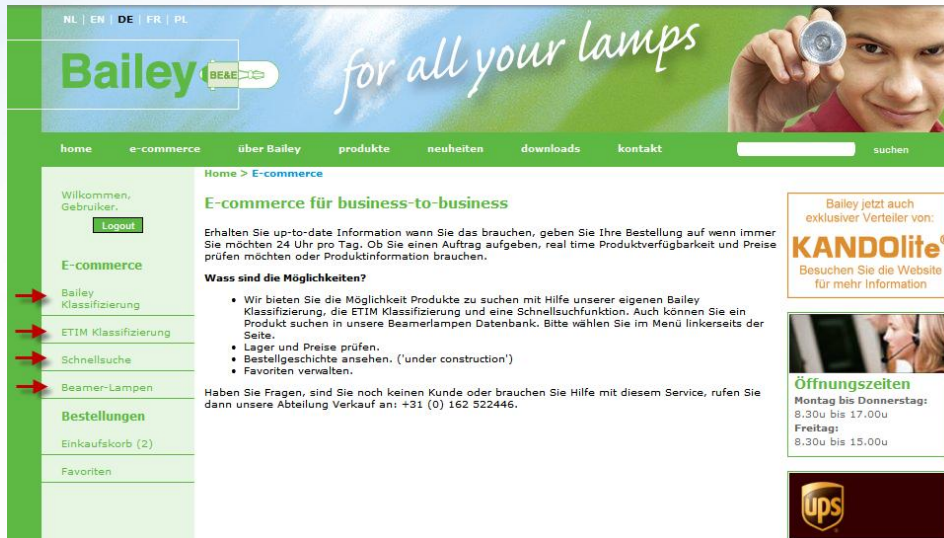 NL | EN | DE | FR | PL
Bailey
BE&E
for all your lamps
home e-commerce über Bailey produkte neuheiten downloads kontakt suchen
Home > E-commerce
Wilkommen,
Gebruiker.
Logout
E-commerce
Bailey
Klassifizierung
ETIM Klassifizierung
Schnellsuche
Beamer-Lampen
Bestellungen
Einkaufskorb (2)
Favoriten
E-commerce für business-to-business
Erhalten Sie up-to-date Information wann Sie das brauchen, geben Sie Ihre Bestellung auf wenn immer
Sie möchten 24 Uhr pro Tag. Ob Sie einen Auftrag aufgeben, real time Produktverfügbarkeit und Preise
prüfen möchten oder Produktinformation brauchen.
Wass sind die Möglichkeiten?
• Wir bieten Sie die Möglichkeit Produkte zu suchen mit Hilfe unserer eigenen Bailey
Klassifizierung, die ETIM Klassifizierung und eine Schnellsuchfunktion. Auch können Sie ein
Produkt suchen in unsere Beamerlampen Datenbank. Bitte wählen Sie im Menü linkerseits der
Seite.
• Lager und Preise prüfen.
• Bestellgeschichte ansehen. ('under construction')
• Favoriten verwalten.
Haben Sie Fragen, sind Sie noch keinen Kunde oder brauchen Sie Hilfe mit diesem Service, rufen Sie
dann unsere Abteilung Verkauf an: +31 (0) 162 522446.
Bailey jetzt auch
exklusiver Verteiler von:
KANDOlite®
Besuchen Sie die Website
für mehr Information
Öffnungszeiten
Montag bis Donnerstag:
8.30u bis 17.00u
Freitag:
8.30u bis 15.00u
ups